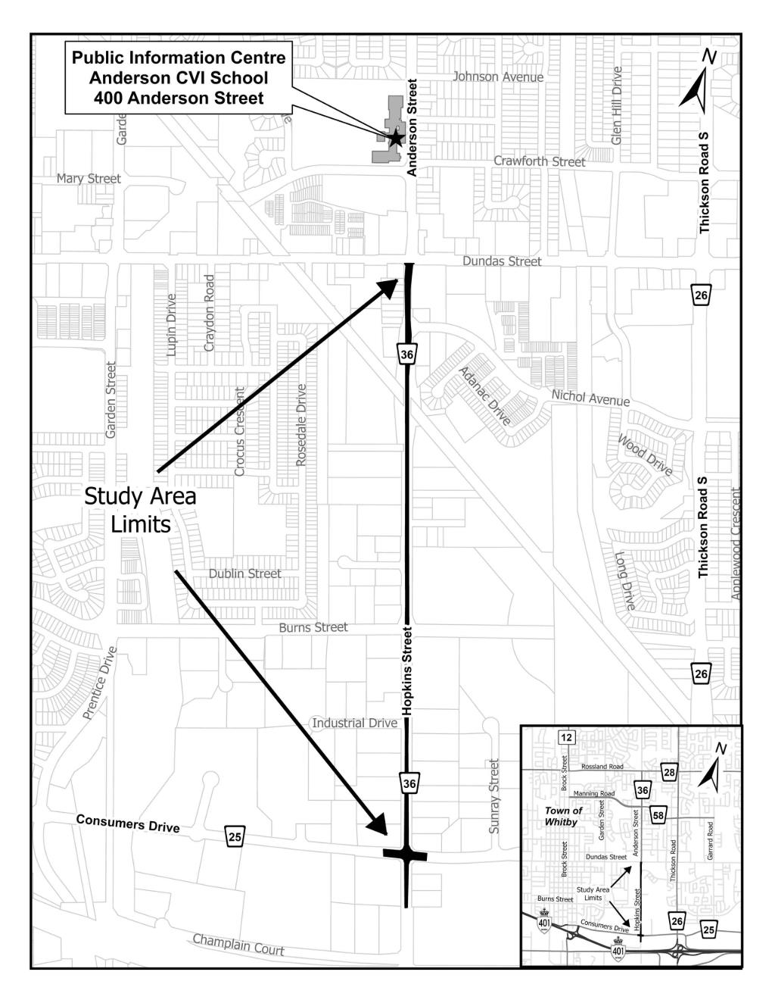 Public Information Centre
Anderson CVI School
400 Anderson Street
Garde
ve
Anderson Street
Johnson Avenue
Glen Hill Drive
N
Thickson Road S
Crawforth Street
Mary Street
Dundas Street
26
Lupin Drive
Craydon Road
36
Garden Street
Crocus Crescent
Rosedale Drive
Adanac Drive
Nichol Avenue
Wood Drive
Study Area
Limits
Thickson Road S
Applewood Crescent
Long Drive
Dublin Street
Burns Street
Hopkins Street
26
Prentice Drive
Industrial Drive
36
Sunray Street
Consumers Drive
25
Champlain Court
12
N
Brock Street
Rossland Road
28
36
Manning Road
58
Town of
Whitby
Garden Street
Anderson Street
Thickson Road
Garrard Road
Brock Street
Dundas Street
Study Area
Limits
Burns Street
Hopkins Street
401
Consumers Drive
26
25
401